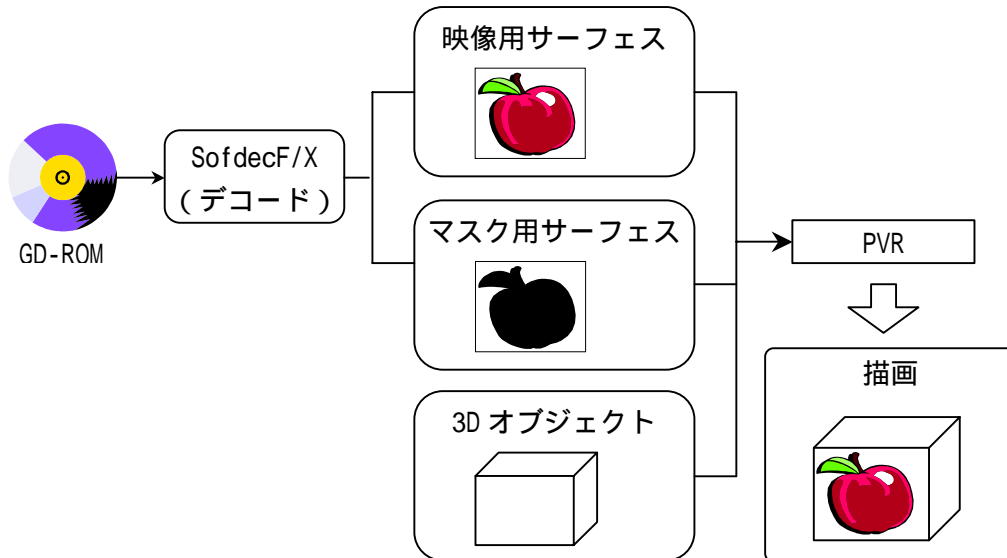 GD-ROM
SofdecF/X
(デコード)
映像用サーフェス
マスク用サーフェス
3D オブジェクト
PVR
描画